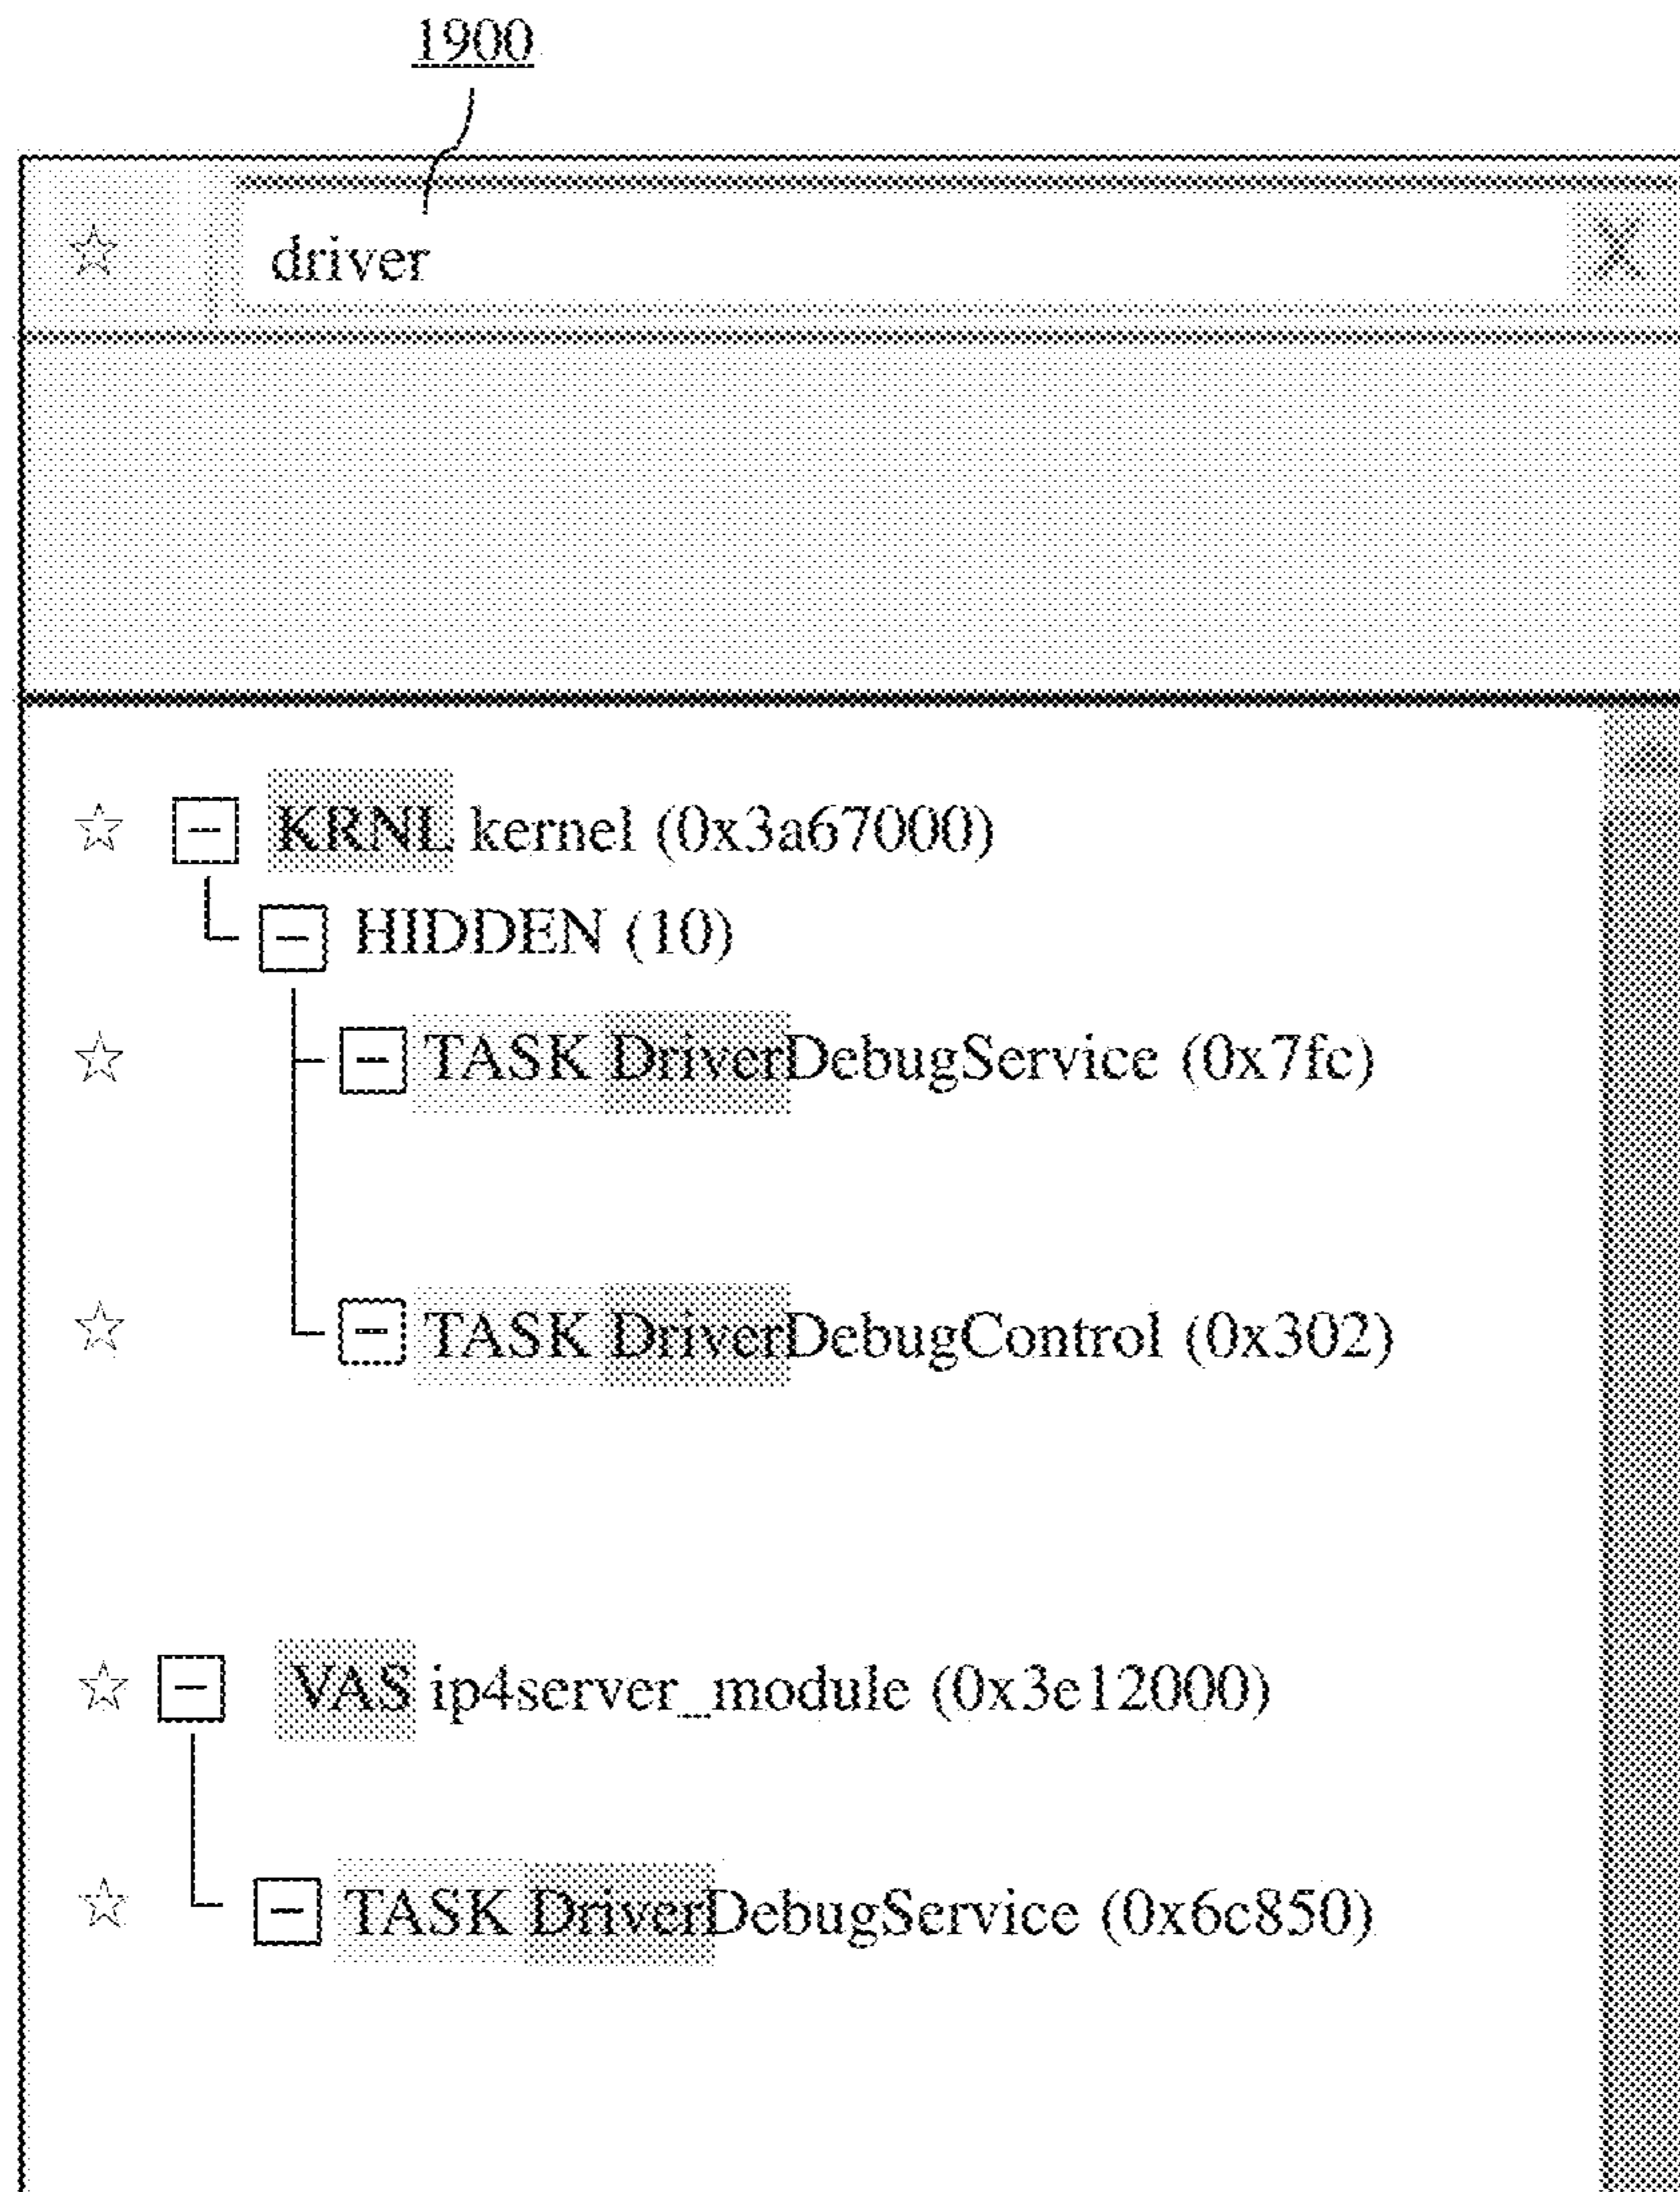 1900
driver X
KRNL kernel (0x3a67000)
HIDDEN (10)
TASK DriverDebugService (0x7fc)
TASK DriverDebugControl (0x302)
VAS ip4server_module (0x3e12000)
TASK DriverDebugService (0x6c850)